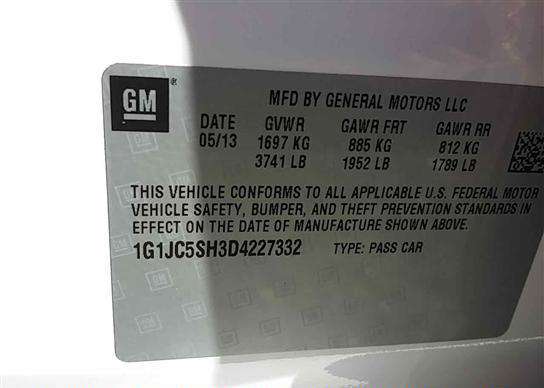 GM ®
MFD BY GENERAL MOTORS LLC
DATE GVWR GAWR FRT GAWR RR
05/13 1697 KG 885 KG 812 KG
3741 LB 1952 LB 1789 LB
THIS VEHICLE CONFORMS TO ALL APPLICABLE U.S. FEDERAL MOTOR
VEHICLE SAFETY, BUMPER, AND THEFT PREVENTION STANDARDS IN
EFFECT ON THE DATE OF MANUFACTURE SHOWN ABOVE.
1G1JC5SH3D4227332 TYPE: PASS CAR